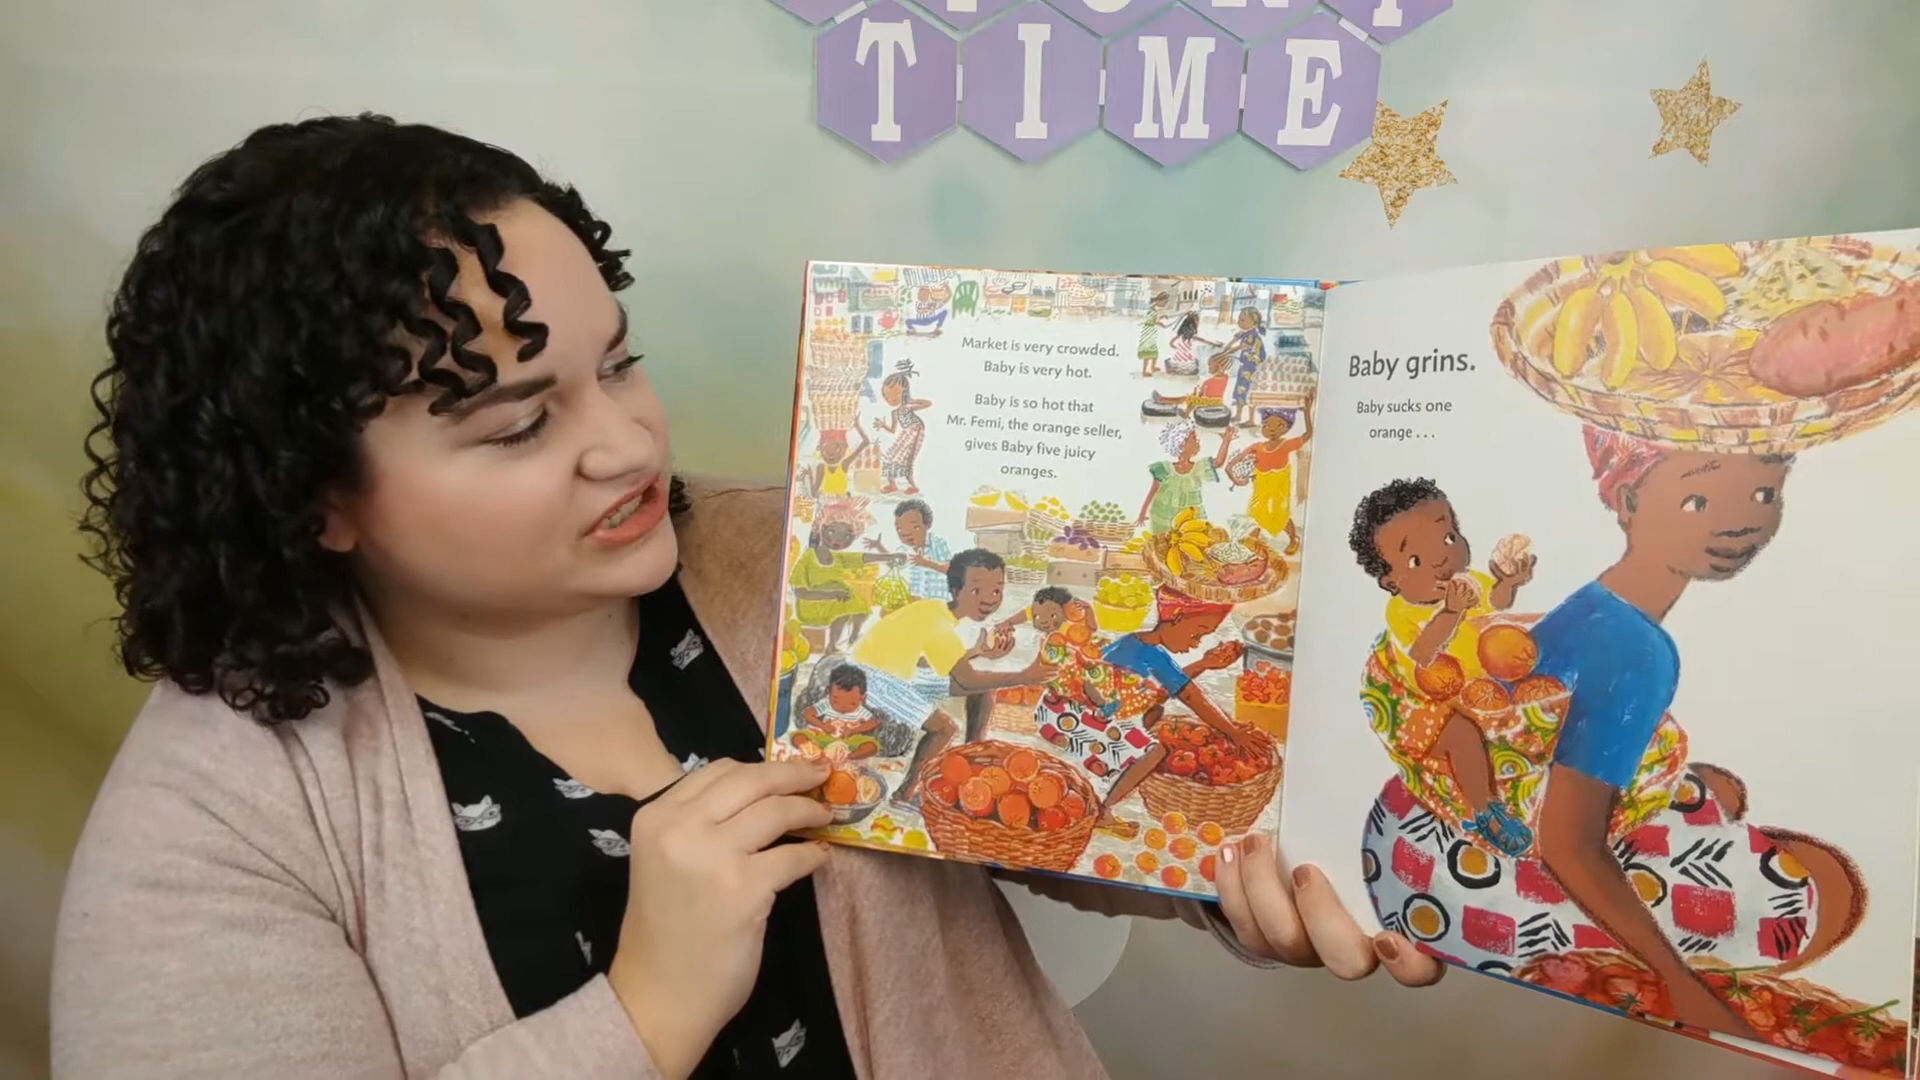 TIME
Market is very crowded.
Baby is very hot.
Baby is so hot that
Mr. Femi, the orange seller,
gives Baby five juicy
oranges.
Baby grins.
Baby sucks one
orange . . .